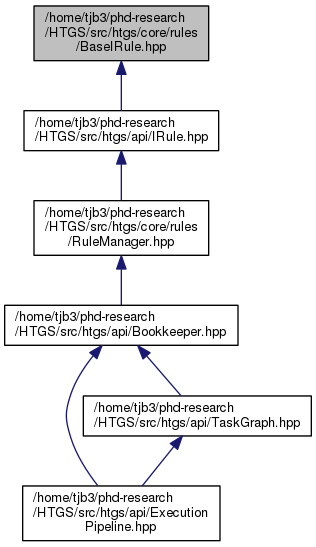 /home/tjb3/phd-research
/HTGS/src/htgs/core/rules
/BaseIRule.hpp
/home/tjb3/phd-research
/HTGS/src/htgs/api/IRule.hpp
/home/tjb3/phd-research
/HTGS/src/htgs/core/rules
/RuleManager.hpp
/home/tjb3/phd-research
/HTGS/src/htgs/api/Bookkeeper.hpp
/home/tjb3/phd-research
/HTGS/src/htgs/api/TaskGraph.hpp
/home/tjb3/phd-research
/HTGS/src/htgs/api/Execution
Pipeline.hpp